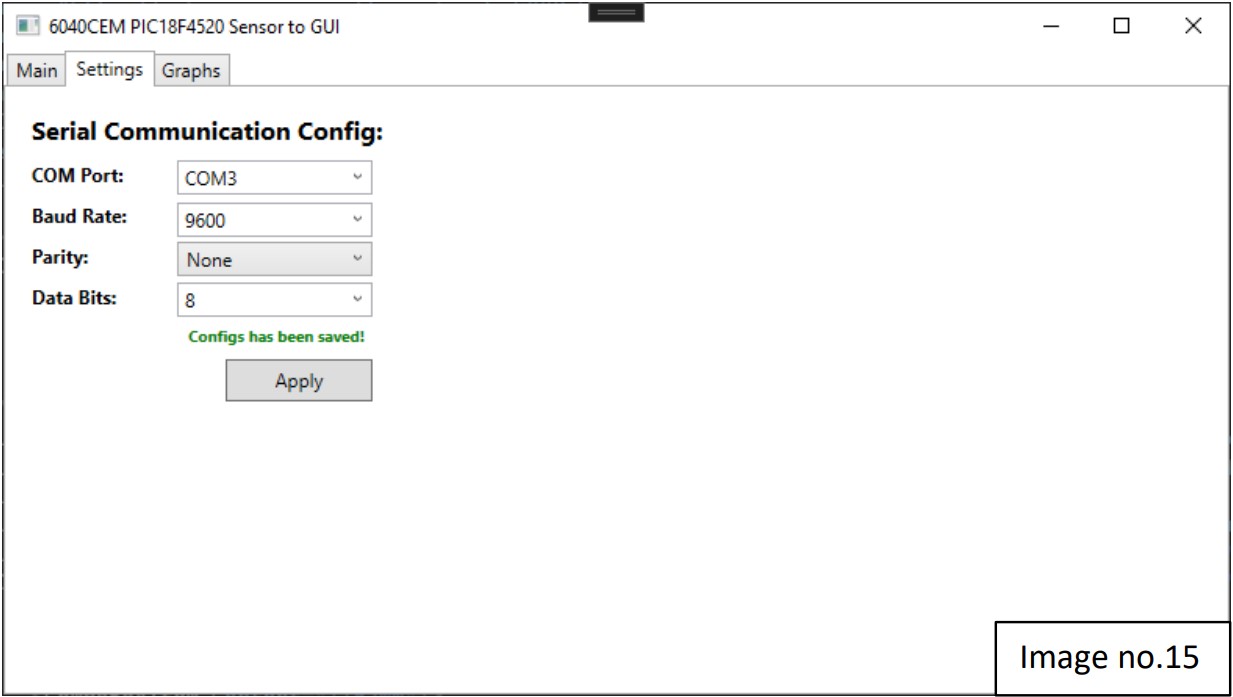 6040CEM PIC18F4520 Sensor to GUI
Main Settings Graphs
Serial Communication Config:
COM Port: COM3
Baud Rate: 9600
Parity: None
Data Bits: 8
Configs has been saved!
Apply
Image no.15